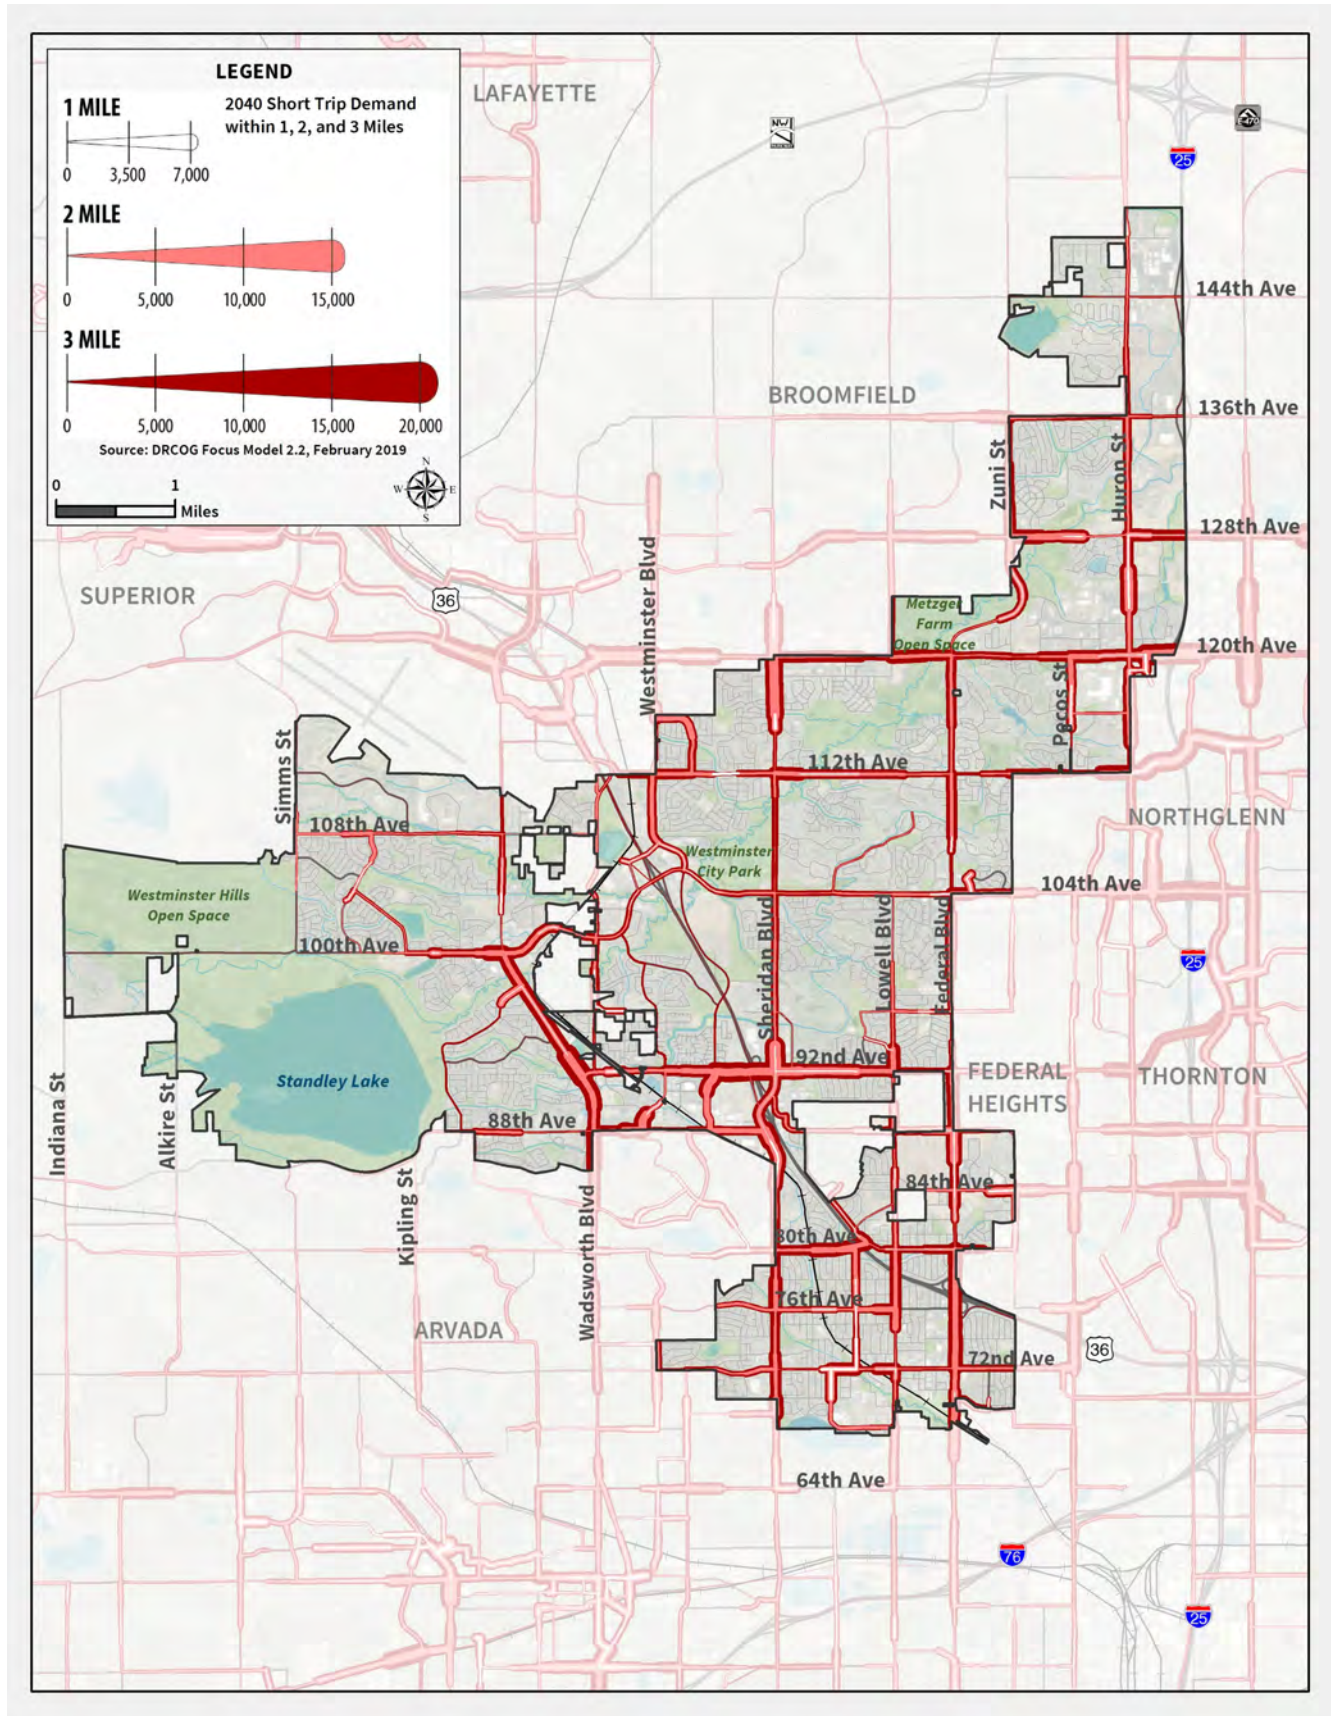 LEGEND
1 MILE
2040 Short Trip Demand
within 1, 2, and 3 Miles
0 3,500 7,000
2 MILE
0 5,000 10,000 15,000
3 MILE
0 5,000 10,000 15,000 20,000
Source: DRCOG Focus Model 2.2, February 2019
N
W E
S
0 1
Miles
LAFAYETTE
NW
E-470
25
144th Ave
BROOMFIELD
136th Ave
Zuni St
Huron St
128th Ave
SUPERIOR
36
Westminster Blvd
Metzger
Farm
Open Space
120th Ave
Pecos St
Simms St
112th Ave
108th Ave
NORTHGLENN
Westminster
City Park
Westminster Hills
Open Space
104th Ave
100th Ave
Sheridan Blvd
Lowell Blvd
Federal Blvd
25
Standley Lake
92nd Ave
FEDERAL
HEIGHTS
THORNTON
Indiana St
Alkire St
88th Ave
Kipling St
Wadsworth Blvd
84th Ave
80th Ave
76th Ave
ARVADA
72nd Ave
36
64th Ave
76
25